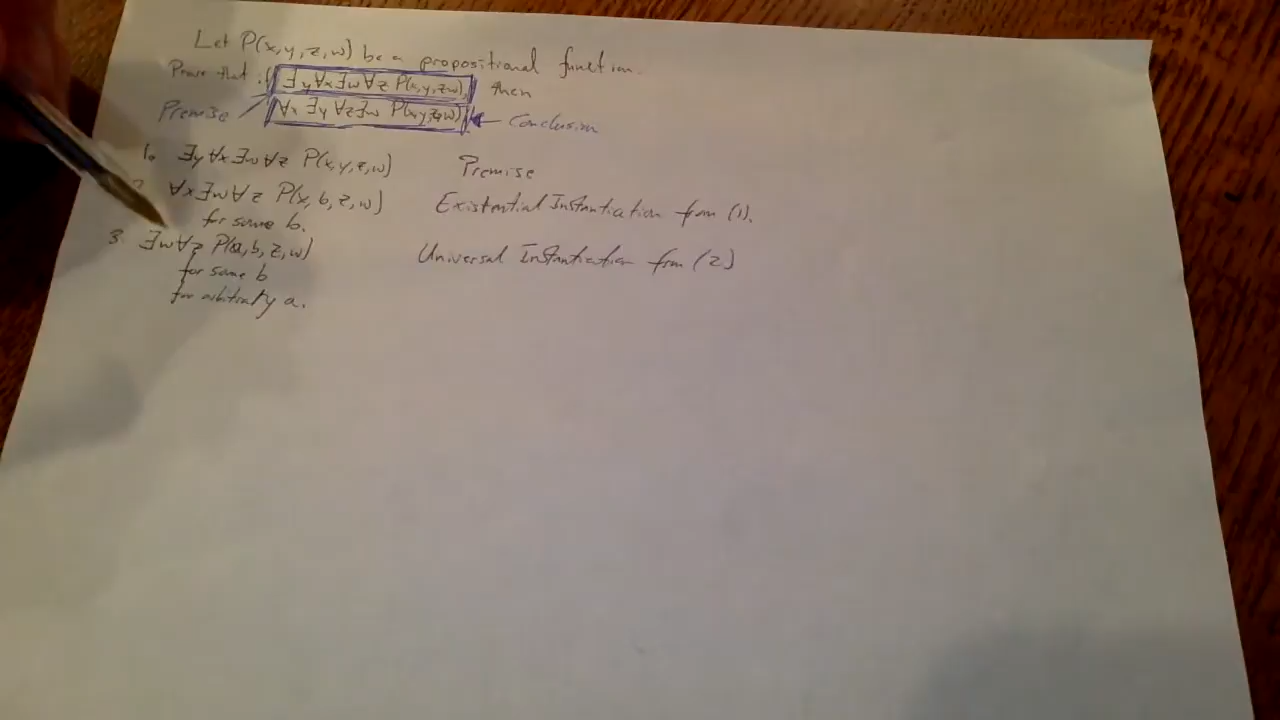 Let P(x,y,z,w) be a propositional function.
Prove that if ∃y∀x∃w∀z P(x,y,z,w), then
Premise ∀x ∃y ∀z∃w P(x,y,z,w) Conclusion
1. ∃y ∀x ∃w ∀z P(x,y,z,w) Premise
2. ∀x∃w∀z P(x, b, z, w) Existential Instantiation from (1).
for some b.
3. ∃w∀z P(a,b,z,w) Universal Instantiation from (2)
for some b
for arbitrary a.